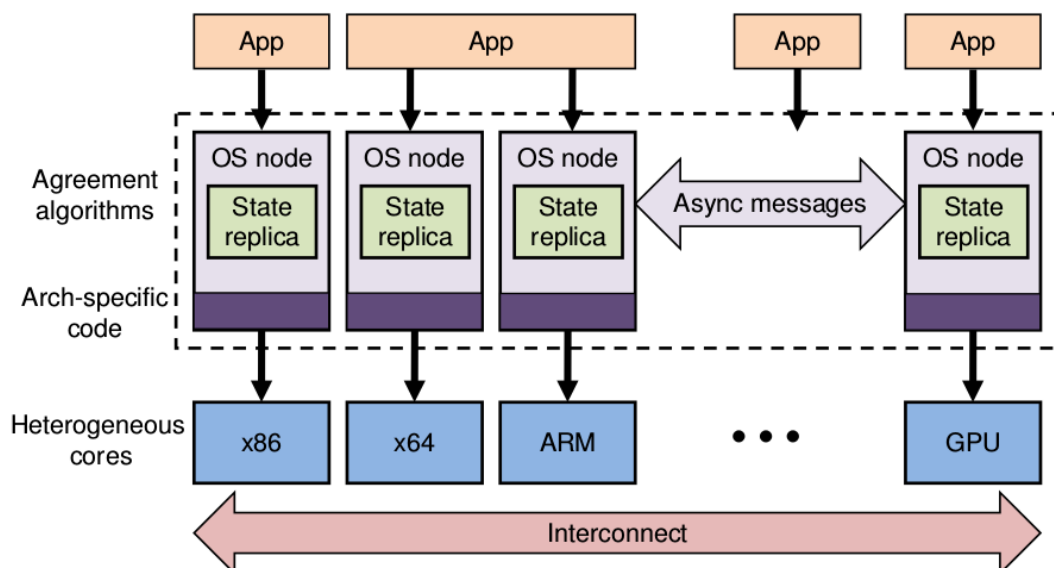 App
App
App
App
OS node
OS node
OS node
OS node
Agreement
algorithms
State
replica
State
replica
State
replica
Async messages
State
replica
Arch-specific
code
Heterogeneous
cores
x86
x64
ARM
GPU
Interconnect